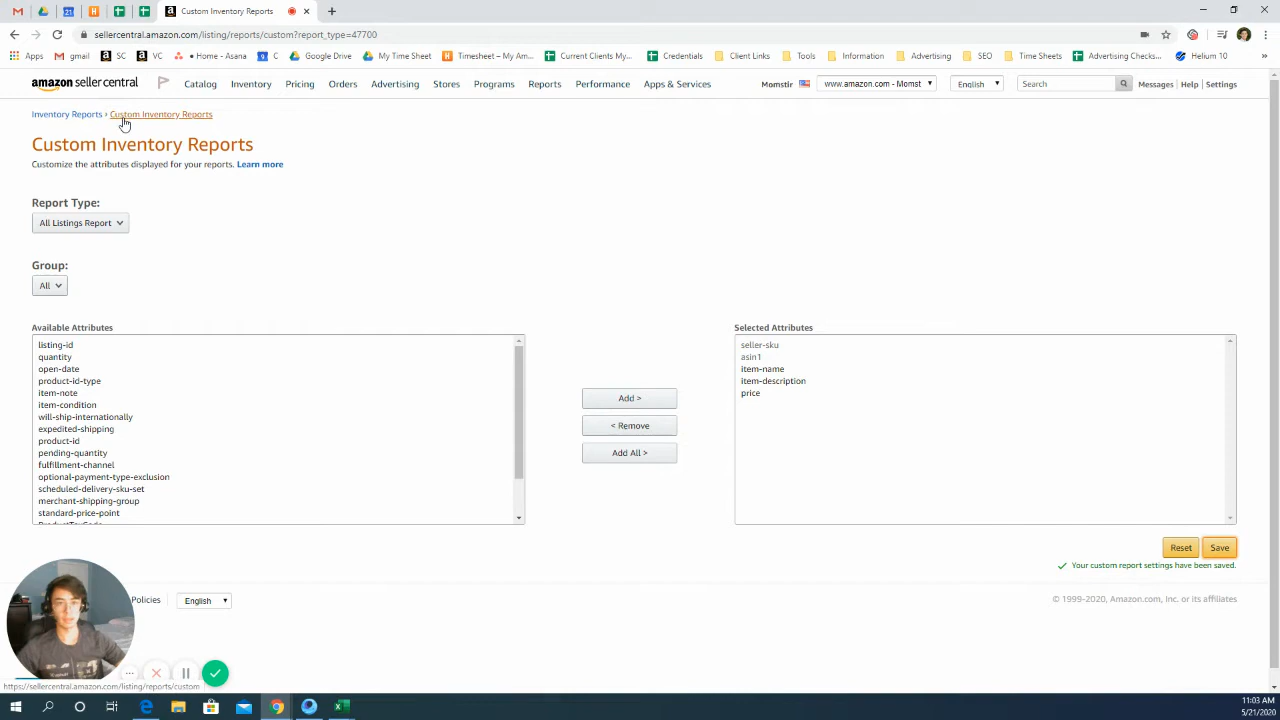 Custom Inventory Reports
sellercentral.amazon.com/listing/reports/custom?report_type=47700
Apps gmail SC VC Home - Asana C Google Drive My Time Sheet Timesheet – My Am... Current Clients My... Credentials Client Links Tools Information Advertising SEO Time Sheets Advertising Checks... Helium 10
amazon seller central Catalog Inventory Pricing Orders Advertising Stores Programs Reports Performance Apps & Services Momstir www.amazon.com - Momst English Search Messages Help Settings
Inventory Reports › Custom Inventory Reports
Custom Inventory Reports
Customize the attributes displayed for your reports. Learn more
Report Type:
All Listings Report
Group:
All
Available Attributes
listing-id
quantity
open-date
product-id-type
item-note
item-condition
will-ship-internationally
expedited-shipping
product-id
pending-quantity
fulfillment-channel
optional-payment-type-exclusion
scheduled-delivery-sku-set
merchant-shipping-group
standard-price-point
ProductTaxCode
Add >
< Remove
Add All >
Selected Attributes
seller-sku
asin1
item-name
item-description
price
Reset Save
Your custom report settings have been saved.
Policies English © 1999-2020, Amazon.com, Inc. or its affiliates
https://sellercentral.amazon.com/listing/reports/custom
11:03 AM
5/21/2020